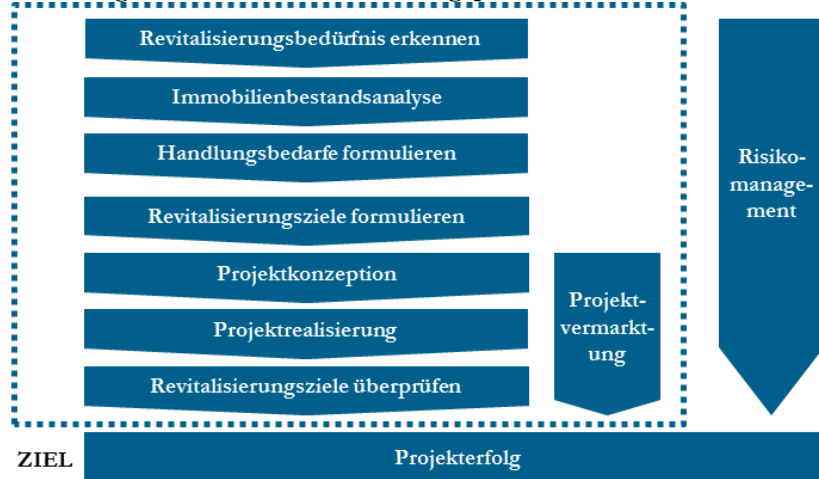 Revitalisierungsbedürfnis erkennen
Immobilienbestandsanalyse
Handlungsbedarfe formulieren
Revitalisierungsziele formulieren
Projektkonzeption
Projektrealisierung
Revitalisierungsziele überprüfen
Projekt-
vermarkt-
ung
Risiko-
manage-
ment
ZIEL
Projekterfolg